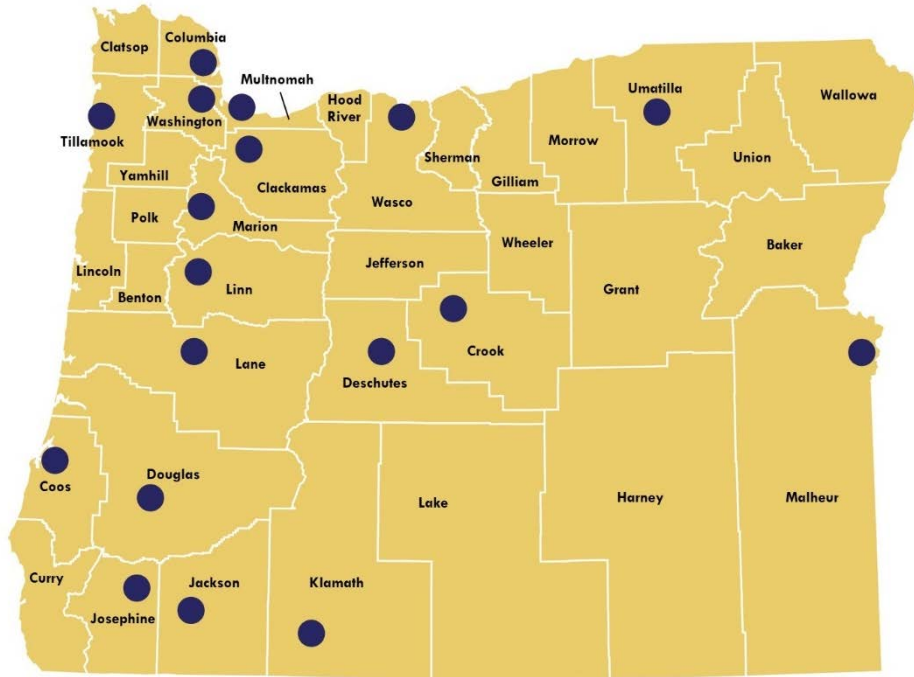 Clatsop
Columbia
Multnomah
Hood
River
Umatilla
Wallowa
Tillamook
Washington
Sherman
Morrow
Union
Yamhill
Clackamas
Gilliam
Wasco
Polk
Marion
Wheeler
Baker
Lincoln
Benton
Linn
Jefferson
Grant
Lane
Deschutes
Crook
Coos
Douglas
Lake
Harney
Malheur
Curry
Josephine
Jackson
Klamath